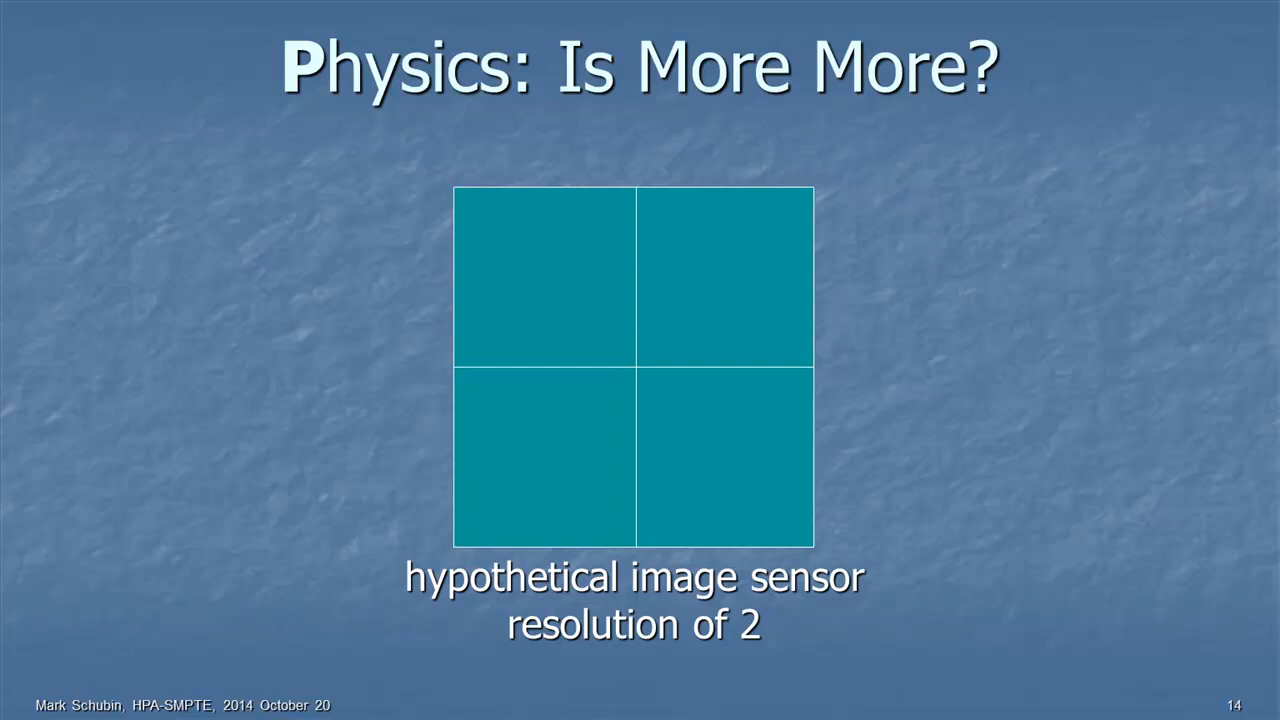 Physics: Is More More?
hypothetical image sensor
resolution of 2
Mark Schubin, HPA-SMPTE, 2014 October 20
14